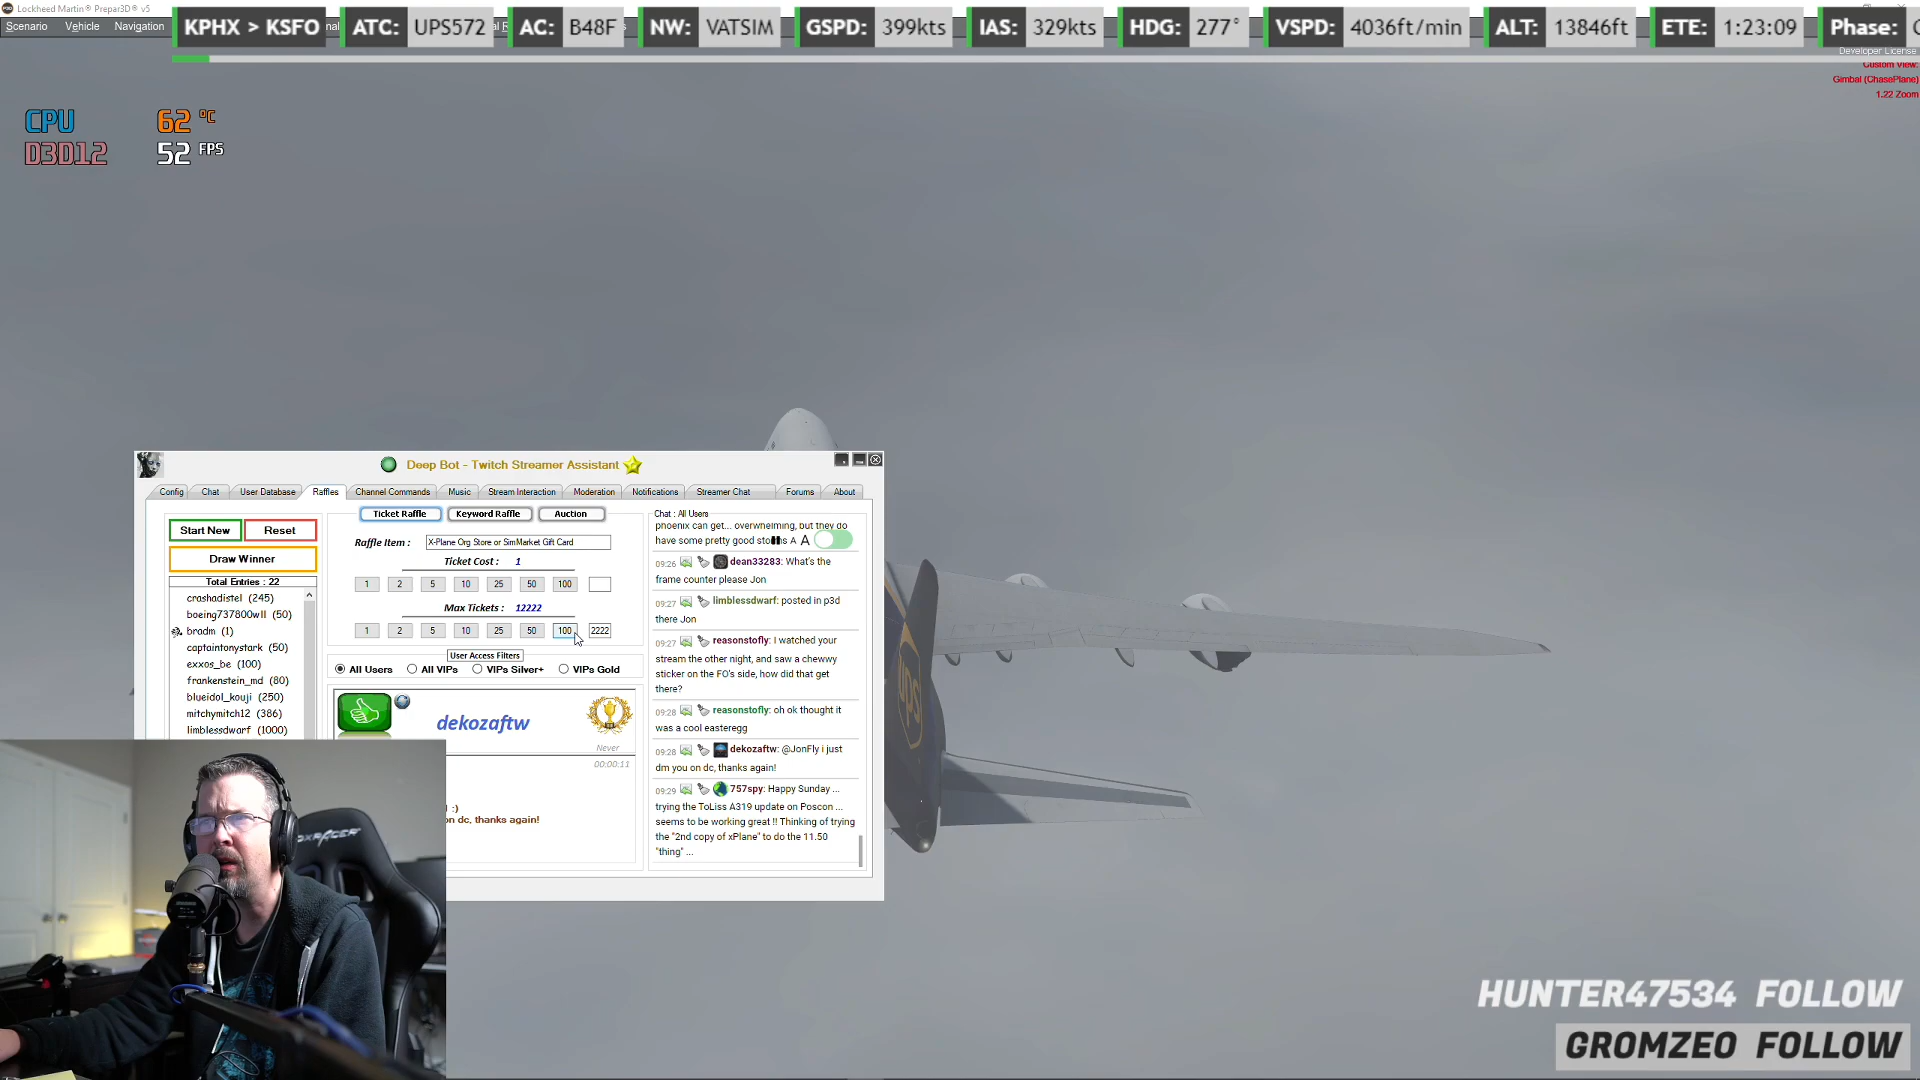 Lockheed Martin® Prepar3D® v5
Scenario Vehicle Navigation
KPHX > KSFO ATC: UPS572 AC: B48F NW: VATSIM GSPD: 399kts IAS: 329kts HDG: 277° VSPD: 4036ft/min ALT: 13846ft ETE: 1:23:09 Phase:
Developer License
Custom View:
Gimbal (ChasePlane)
1.22 Zoom
CPU 62 °C
D3D12 52 FPS
Deep Bot - Twitch Streamer Assistant
Config Chat User Database Raffles Channel Commands Music Stream Interaction Moderation Notifications Streamer Chat Forums About
Start New Reset
Draw Winner
Total Entries : 22
crashadistel (245)
boeing737800wll (50)
bradm (1)
captaintonystark (50)
exxos_be (100)
frankenstein_md (80)
blueidol_kouji (250)
mitchymitch12 (386)
limblessdwarf (1000)
Ticket Raffle Keyword Raffle Auction
Raffle Item : X-Plane Org Store or SimMarket Gift Card
Ticket Cost : 1
1 2 5 10 25 50 100
Max Tickets : 12222
1 2 5 10 25 50 100 2222
User Access Filters
All Users All VIPs VIPs Silver+ VIPs Gold
dekozaftw
Never
00:00:11
:)
on dc, thanks again!
Chat : All Users
phoenix can get... overwhelming, but they do
have some pretty good A A
09:26 dean33283: What's the
frame counter please Jon
09:27 limblessdwarf: posted in p3d
there Jon
09:27 reasonstofly: I watched your
stream the other night, and saw a chewwy
sticker on the FO's side, how did that get
there?
09:28 reasonstofly: oh ok thought it
was a cool easteregg
09:28 dekozaftw: @JonFly i just
dm you on dc, thanks again!
09:29 757spy: Happy Sunday ...
trying the ToLiss A319 update on Poscon ...
seems to be working great !! Thinking of trying
the "2nd copy of xPlane" to do the 11.50
"thing" ...
ups
HUNTER47534 FOLLOW
GROMZEO FOLLOW